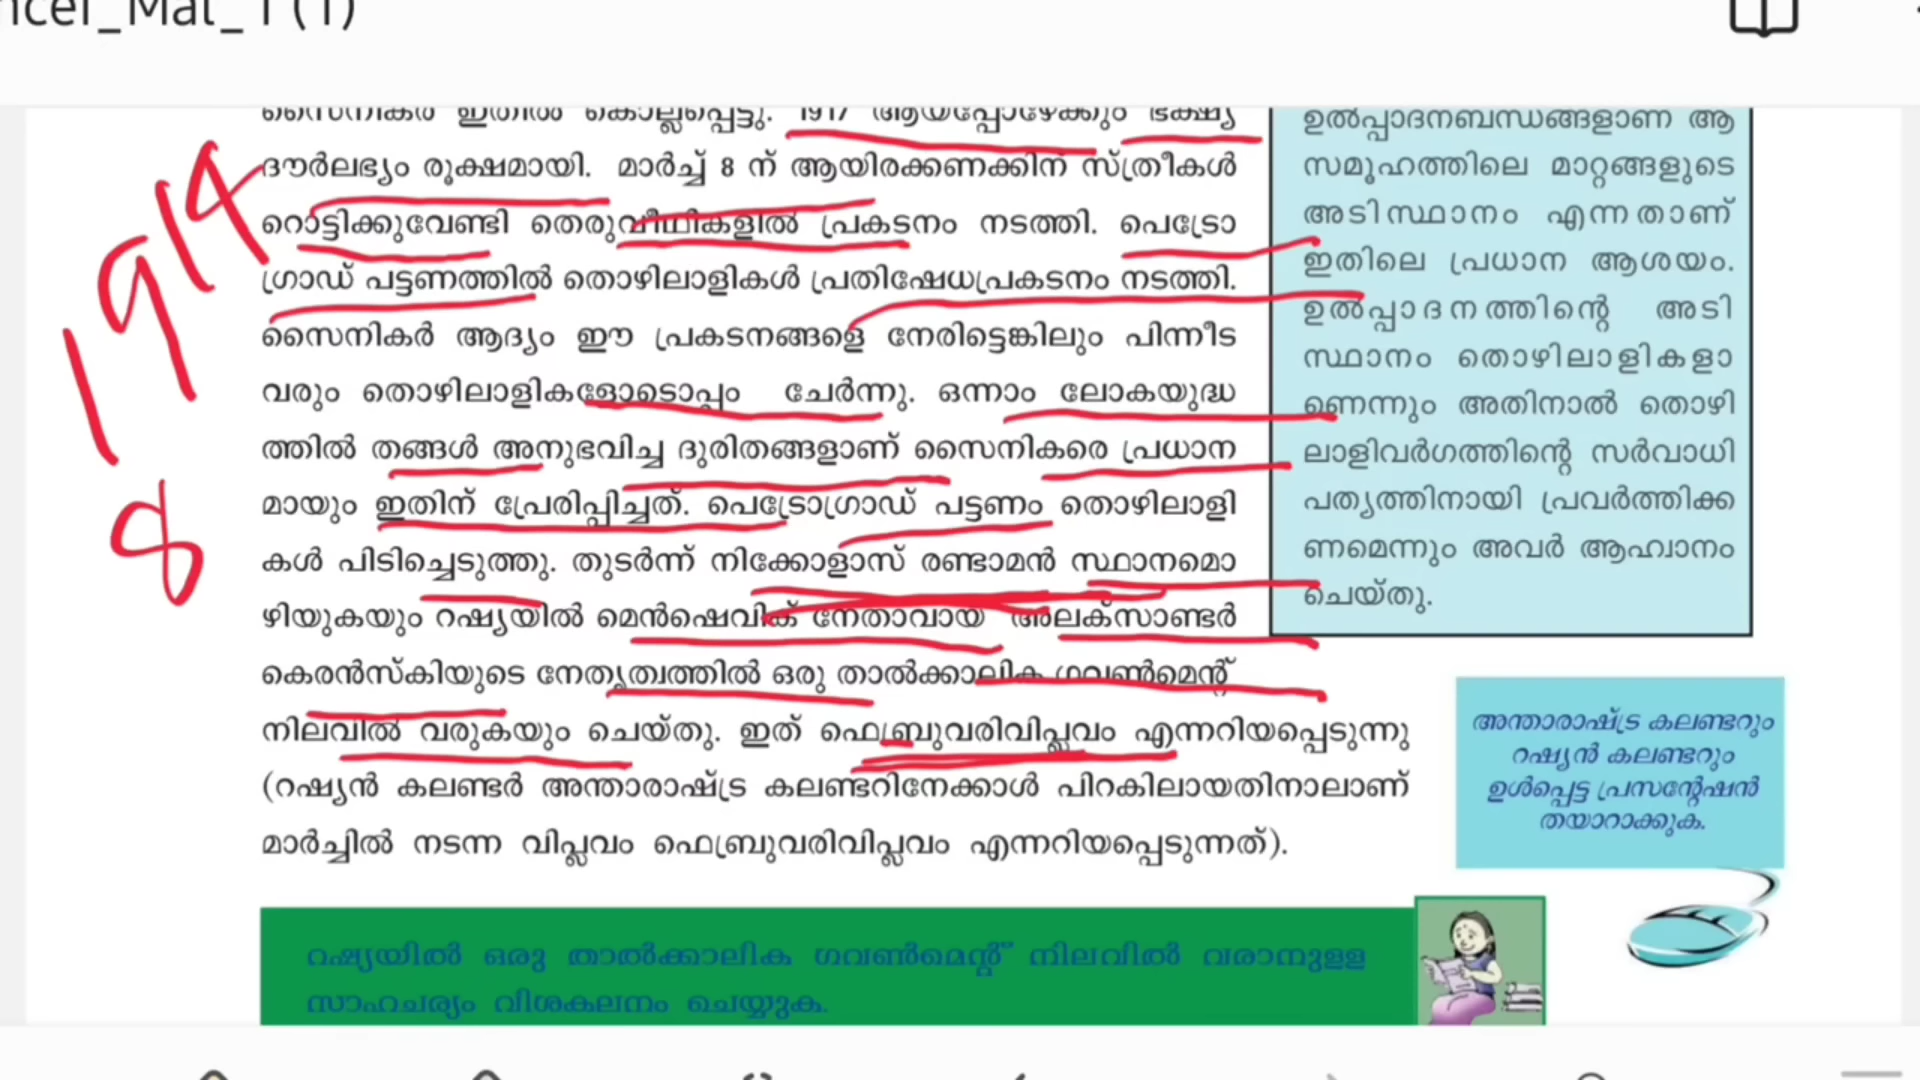 സൈനികർ ഇതിൽ കൊല്ലപ്പെട്ടു. 1917 ആയപ്പോഴേക്കും ഭക്ഷ്യ
ദൗർലഭ്യം രൂക്ഷമായി. മാർച്ച് 8 ന് ആയിരക്കണക്കിന് സ്ത്രീകൾ
റൊട്ടിക്കുവേണ്ടി തെരുവീഥികളിൽ പ്രകടനം നടത്തി. പെട്രോ
ഗ്രാഡ് പട്ടണത്തിൽ തൊഴിലാളികൾ പ്രതിഷേധപ്രകടനം നടത്തി.
സൈനികർ ആദ്യം ഈ പ്രകടനങ്ങളെ നേരിട്ടെങ്കിലും പിന്നീട
വരും തൊഴിലാളികളോടൊപ്പം ചേർന്നു. ഒന്നാം ലോകയുദ്ധ
ത്തിൽ തങ്ങൾ അനുഭവിച്ച ദുരിതങ്ങളാണ് സൈനികരെ പ്രധാന
മായും ഇതിന് പ്രേരിപ്പിച്ചത്. പെട്രോഗ്രാഡ് പട്ടണം തൊഴിലാളി
കൾ പിടിച്ചെടുത്തു. തുടർന്ന് നിക്കോളാസ് രണ്ടാമൻ സ്ഥാനമൊ
ഴിയുകയും റഷ്യയിൽ മെൻഷെവിക് നേതാവായ അലക്സാണ്ടർ
കെരൻസ്കിയുടെ നേതൃത്വത്തിൽ ഒരു താൽക്കാലിക ഗവൺമെന്റ്
നിലവിൽ വരുകയും ചെയ്തു. ഇത് ഫെബ്രുവരിവിപ്ലവം എന്നറിയപ്പെടുന്നു
(റഷ്യൻ കലണ്ടർ അന്താരാഷ്ട്ര കലണ്ടറിനേക്കാൾ പിറകിലായതിനാലാണ്
മാർച്ചിൽ നടന്ന വിപ്ലവം ഫെബ്രുവരിവിപ്ലവം എന്നറിയപ്പെടുന്നത്).
1914
8
ഉൽപ്പാദനബന്ധങ്ങളാണ് ആ
സമൂഹത്തിലെ മാറ്റങ്ങളുടെ
അടിസ്ഥാനം എന്നതാണ്
ഇതിലെ പ്രധാന ആശയം.
ഉൽപ്പാദനത്തിന്റെ അടി
സ്ഥാനം തൊഴിലാളികളാ
ണെന്നും അതിനാൽ തൊഴി
ലാളിവർഗത്തിന്റെ സർവാധി
പത്യത്തിനായി പ്രവർത്തിക്ക
ണമെന്നും അവർ ആഹ്വാനം
ചെയ്തു.
അന്താരാഷ്ട്ര കലണ്ടറും
റഷ്യൻ കലണ്ടറും
ഉൾപ്പെട്ട പ്രസന്റേഷൻ
തയാറാക്കുക.
റഷ്യയിൽ ഒരു താൽക്കാലിക ഗവൺമെന്റ് നിലവിൽ വരാനുള്ള
സാഹചര്യം വിശകലനം ചെയ്യുക.